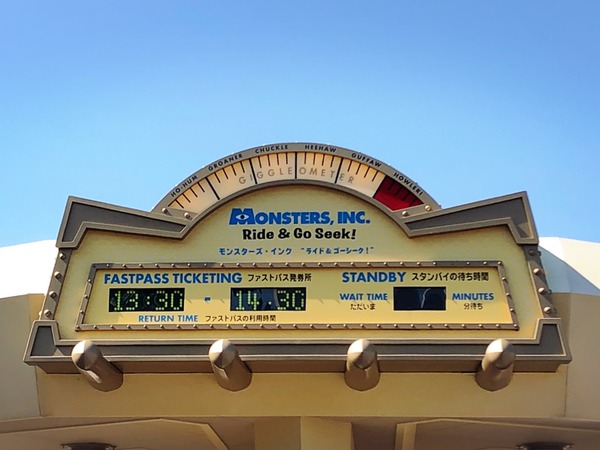 HO HUM GROANER CHUCKLE HEEHAW GUFFAW HOWLER!
GIGGLEOMETER
MONSTERS, INC.
Ride & Go Seek!
モンスターズ・インク "ライド＆ゴーシーク！"
FASTPASS TICKETING ファストパス発券所
13:30 - 14:30
RETURN TIME ファストパスの利用時間
STANDBY スタンバイの待ち時間
WAIT TIME MINUTES
ただいま 分待ち